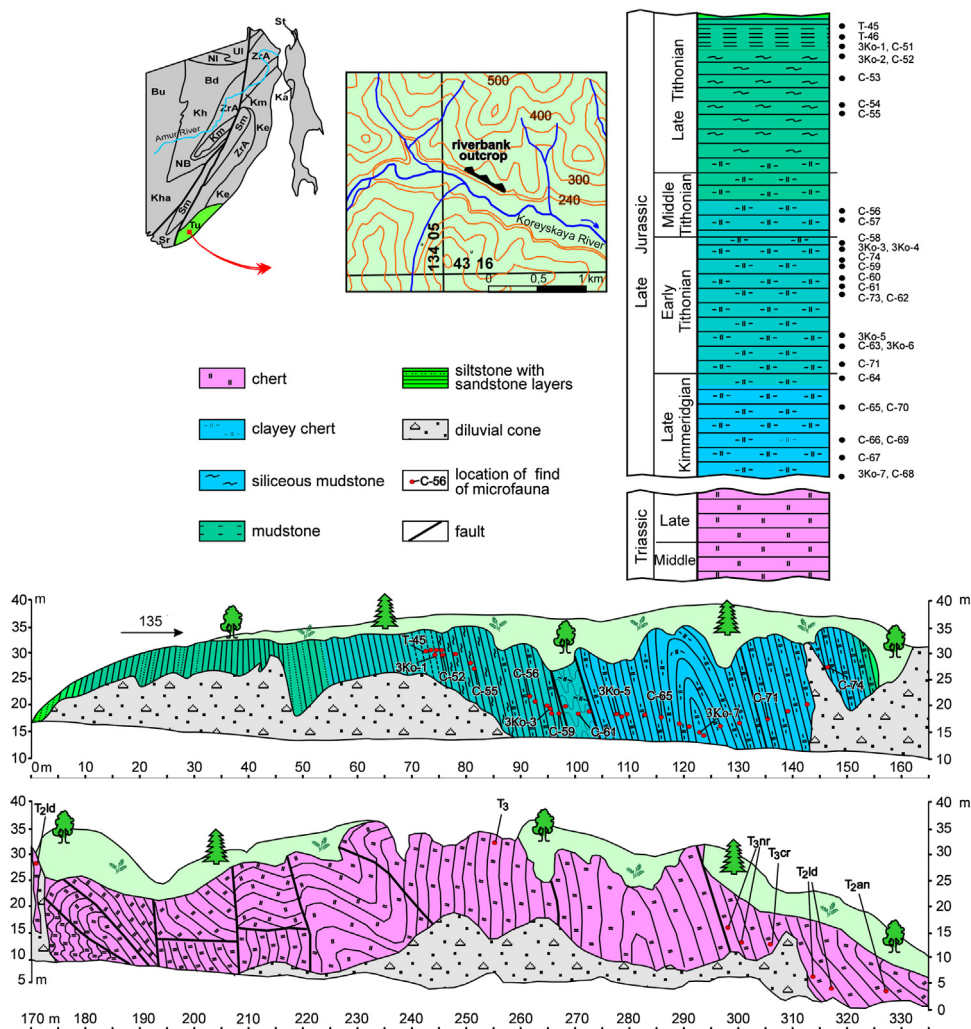 St
Ul
Nl
ZrA
Bd
Bu
Ka
Kh
ZrA
Km
Amur River
Sm
Ke
Km
ZrA
NB
Ke
Kha
Sm
Tu
Sr
500
400
riverbank
outcrop
300
240
Koreyskaya River
134°05
43°16
0 0,5 1 km
chert
clayey chert
siliceous mudstone
mudstone
siltstone with
sandstone layers
diluvial cone
C-56
location of find
of microfauna
fault
Jurassic
Late
Late Tithonian
Middle Tithonian
Early Tithonian
Late Kimmeridgian
Triassic
Late
Middle
T-45
T-46
3Ko-1, C-51
3Ko-2, C-52
C-53
C-54
C-55
C-56
C-57
C-58
3Ko-3, 3Ko-4
C-74
C-59
C-60
C-61
C-73, C-62
3Ko-5
C-63, 3Ko-6
C-71
C-64
C-65, C-70
C-66, C-69
C-67
3Ko-7, C-68
40 m
35
30
25
20
15
10
135
T-45
3Ko-1
C-52
C-55
C-56
3Ko-3
C-59
3Ko-5
C-61
C-65
3Ko-7
C-71
C-74
40 m
35
30
25
20
15
10
0 m 10 20 30 40 50 60 70 80 90 100 110 120 130 140 150 160
40 m
35
30
25
20
15
10
5 m
T₂ld
T₃
T₃nr
T₃cr
T₂ld
T₂an
40 m
35
30
25
20
15
10
5
0
170 m 180 190 200 210 220 230 240 250 260 270 280 290 300 310 320 330